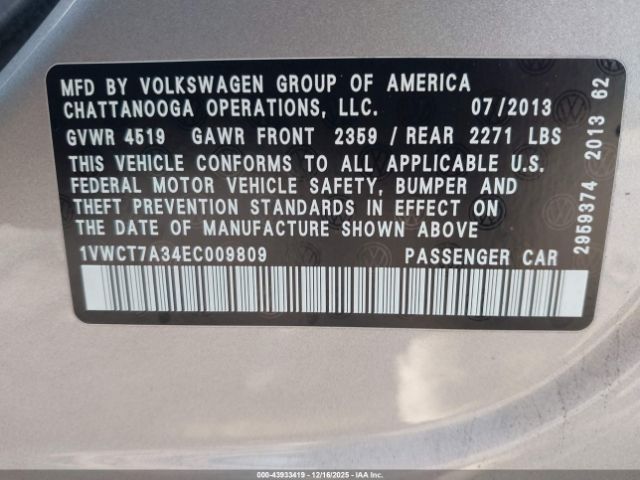 MFD BY VOLKSWAGEN GROUP OF AMERICA
CHATTANOOGA OPERATIONS, LLC. 07/2013
GVWR 4519 GAWR FRONT 2359 / REAR 2271 LBS
THIS VEHICLE CONFORMS TO ALL APPLICABLE U.S.
FEDERAL MOTOR VEHICLE SAFETY, BUMPER AND
THEFT PREVENTION STANDARDS IN EFFECT ON
THE DATE OF MANUFACTURE SHOWN ABOVE
1VWCT7A34EC009809 PASSENGER CAR
2959374 2013 62
000-43933419 | 12/16/2025 - IAAI.CA